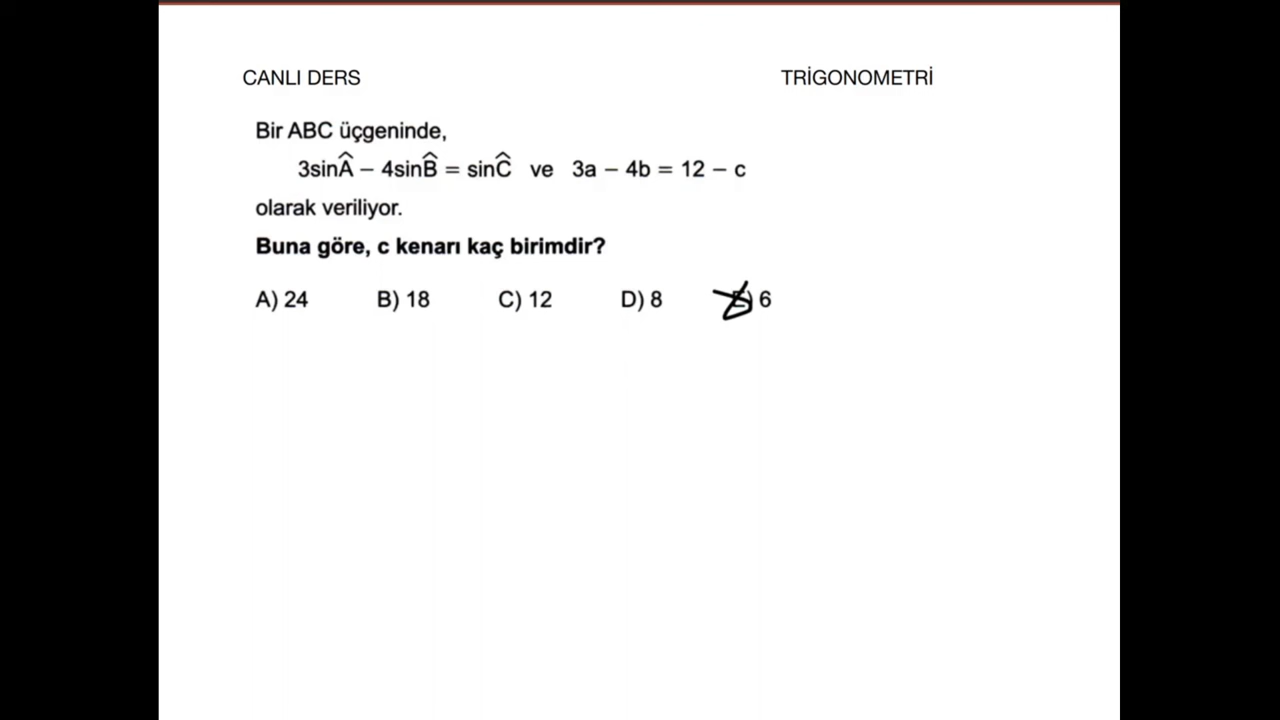 CANLI DERS TRİGONOMETRİ
Bir ABC üçgeninde,
3sinÂ − 4sinB̂ = sinĈ ve 3a − 4b = 12 − c
olarak veriliyor.
Buna göre, c kenarı kaç birimdir?
A) 24 B) 18 C) 12 D) 8 E) 6